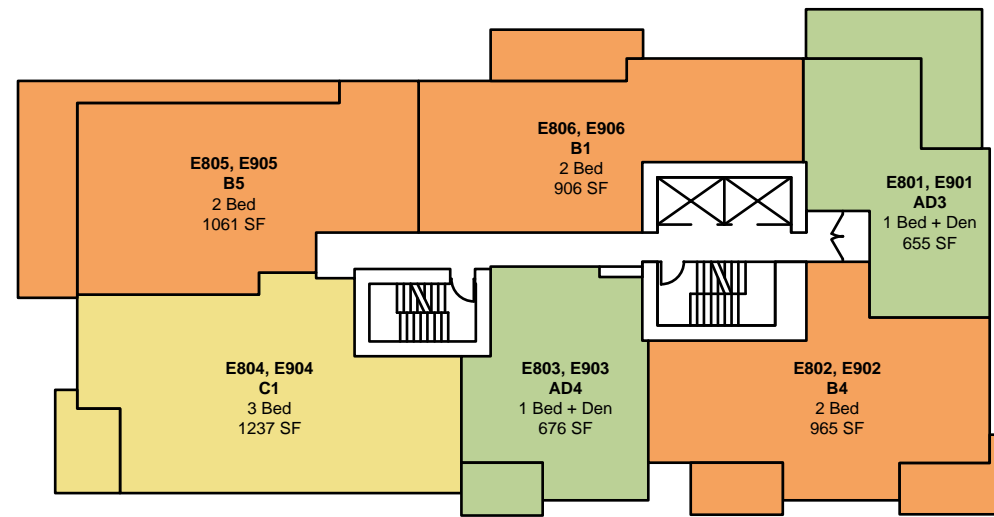 E806, E906
B1
2 Bed
906 SF
E805, E905
B5
2 Bed
1061 SF
E801, E901
AD3
1 Bed + Den
655 SF
E804, E904
C1
3 Bed
1237 SF
E803, E903
AD4
1 Bed + Den
676 SF
E802, E902
B4
2 Bed
965 SF